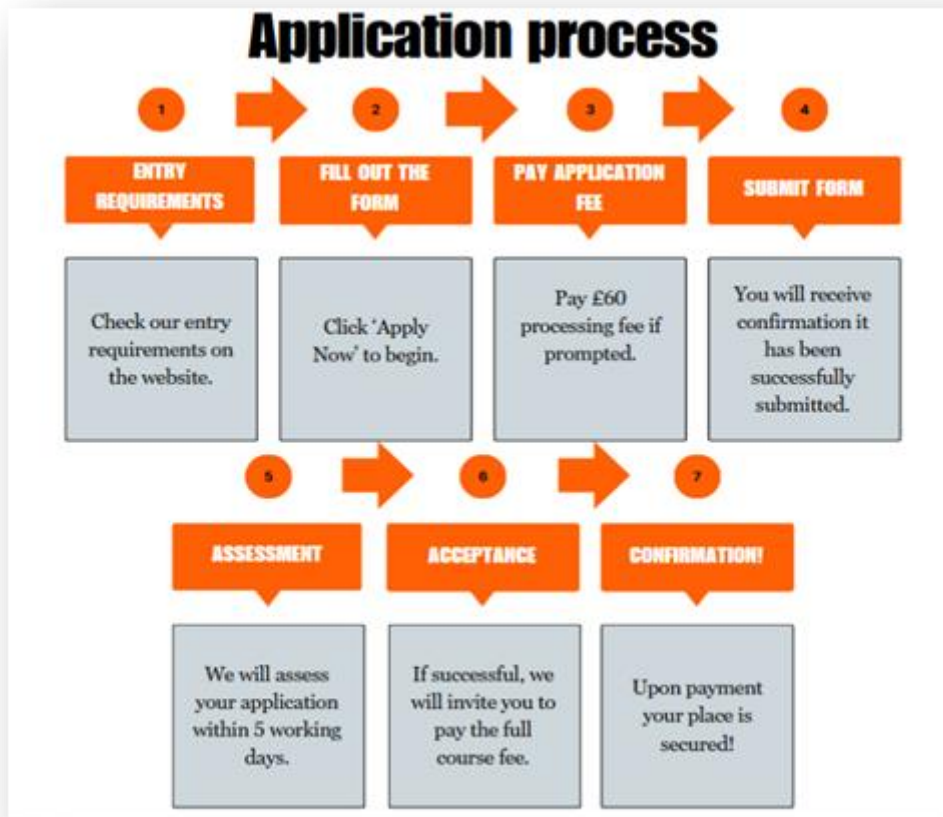 Application process
1
2
3
4
ENTRY
REQUIREMENTS
FILL OUT THE
FORM
PAY APPLICATION
FEE
SUBMIT FORM
Check our entry
requirements on
the website.
Click ‘Apply
Now’ to begin.
Pay £60
processing fee if
prompted.
You will receive
confirmation it
has been
successfully
submitted.
5
6
7
ASSESSMENT
ACCEPTANCE
CONFIRMATION!
We will assess
your application
within 5 working
days.
If successful, we
will invite you to
pay the full
course fee.
Upon payment
your place is
secured!